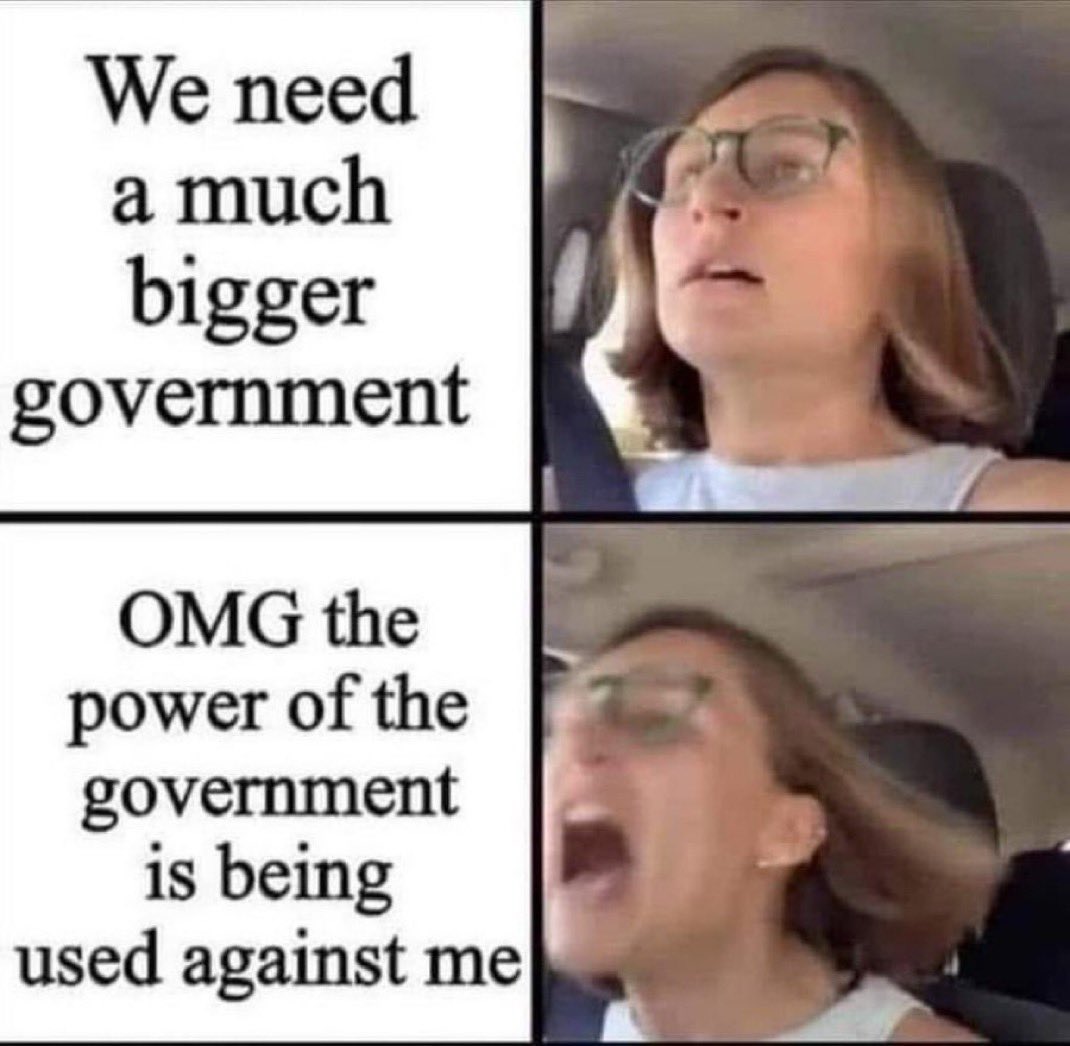 We need
a much
bigger
government
OMG the
power of the
government
is being
used against me